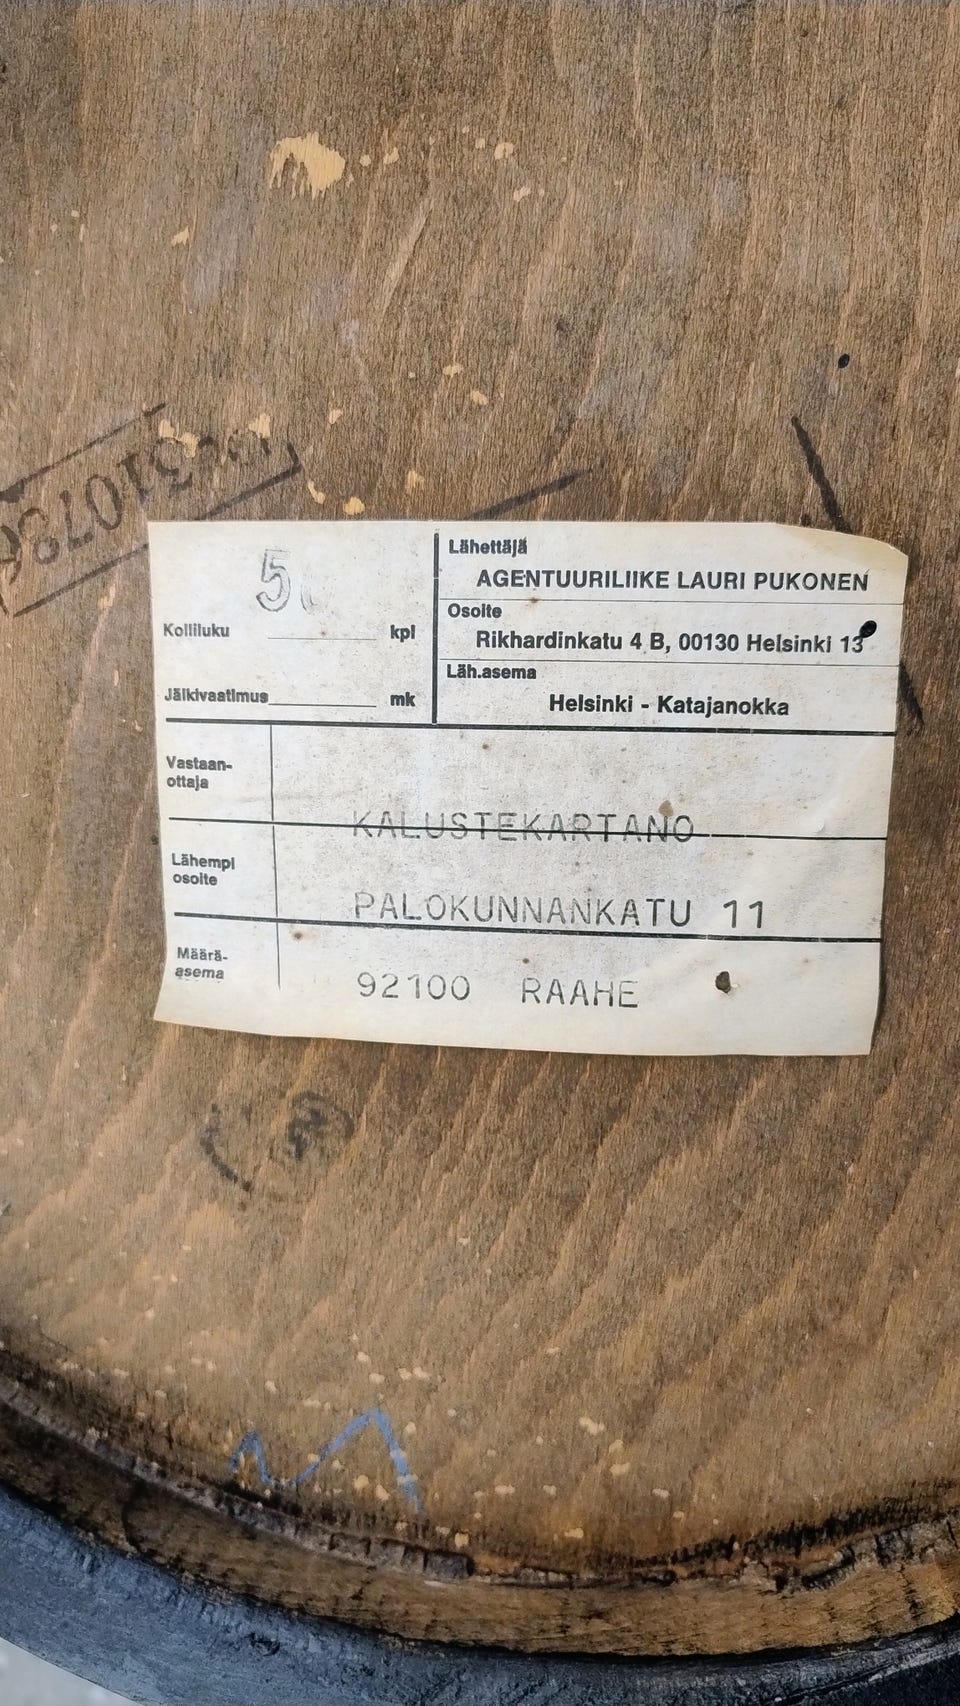 5
Kolliluku kpl
Jälkivaatimus mk
Lähettäjä
AGENTUURILIIKE LAURI PUKONEN
Osoite
Rikhardinkatu 4 B, 00130 Helsinki 13
Läh.asema
Helsinki - Katajanokka
Vastaan-
ottaja
KALUSTEKARTANO
Lähempi
osoite
PALOKUNNANKATU 11
Määrä-
asema
92100 RAAHE